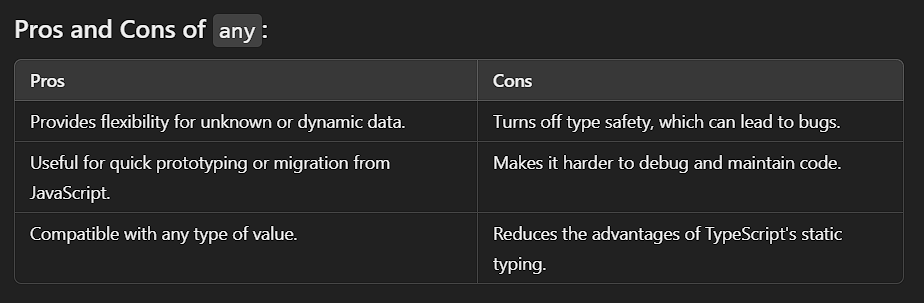 Pros and Cons of any:
Pros
Cons
Provides flexibility for unknown or dynamic data.
Turns off type safety, which can lead to bugs.
Useful for quick prototyping or migration from
JavaScript.
Makes it harder to debug and maintain code.
Compatible with any type of value.
Reduces the advantages of TypeScript's static
typing.